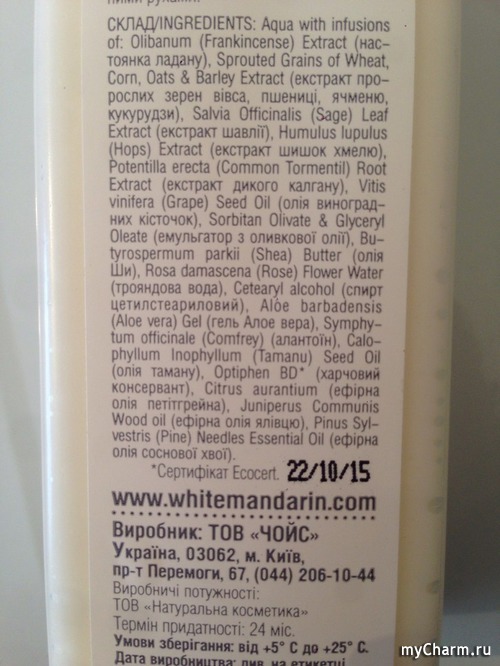 СКЛАД/INGREDIENTS: Aqua with infusions
of: Olibanum (Frankincense) Extract (нас-
тоянка ладану), Sprouted Grains of Wheat,
Corn, Oats & Barley Extract (екстракт про-
рослих зерен вівса, пшениці, ячменю,
кукурудзи), Salvia Officinalis (Sage) Leaf
Extract (екстракт шавлії), Humulus lupulus
(Hops) Extract (екстракт шишок хмелю),
Potentilla erecta (Common Tormentil) Root
Extract (екстракт дикого калгану), Vitis
vinifera (Grape) Seed Oil (олія виноград-
них кісточок), Sorbitan Olivate & Glyceryl
Oleate (емульгатор з оливкової олії), Bu-
tyrospermum parkii (Shea) Butter (олія
Ши), Rosa damascena (Rose) Flower Water
(трояндова вода), Cetearyl alcohol (спирт
цетилстеариловий), Aloe barbadensis
(Aloe vera) Gel (гель Алое вера), Symphy-
tum officinale (Comfrey) (алантоїн), Calo-
phyllum Inophyllum (Tamanu) Seed Oil
(олія таману), Optiphen BD* (харчовий
консервант), Citrus aurantium (ефірна
олія петітгрейна), Juniperus Communis
Wood oil (ефірна олія ялівцю), Pinus Syl-
vestris (Pine) Needles Essential Oil (ефірна
олія соснової хвої).
*Сертифікат Ecocert. 22/10/15
www.whitemandarin.com
Виробник: ТОВ «ЧОЙС»
Україна, 03062, м. Київ,
пр-т Перемоги, 67, (044) 206-10-44
Виробничі потужності:
ТОВ «Натуральна косметика»
Термін придатності: 24 міс.
Умови зберігання: від +5° С до +25° С.
Дата виробництва: див. на етикетці
myCharm.ru